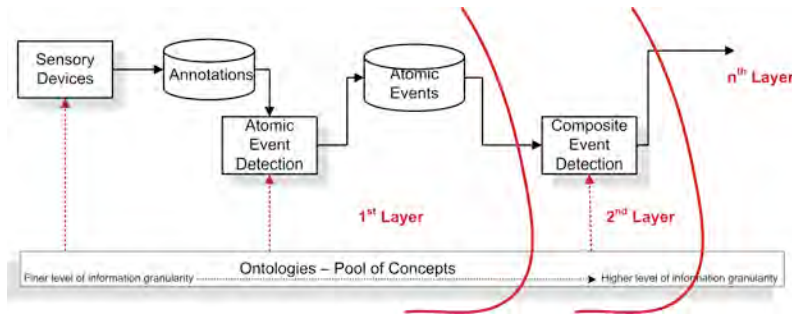 Sensory
Devices
Annotations
Atomic
Event
Detection
Atomic
Events
Composite
Event
Detection
1st Layer
2nd Layer
nth Layer
Ontologies – Pool of Concepts
Finer level of information granularity
Higher level of information granularity